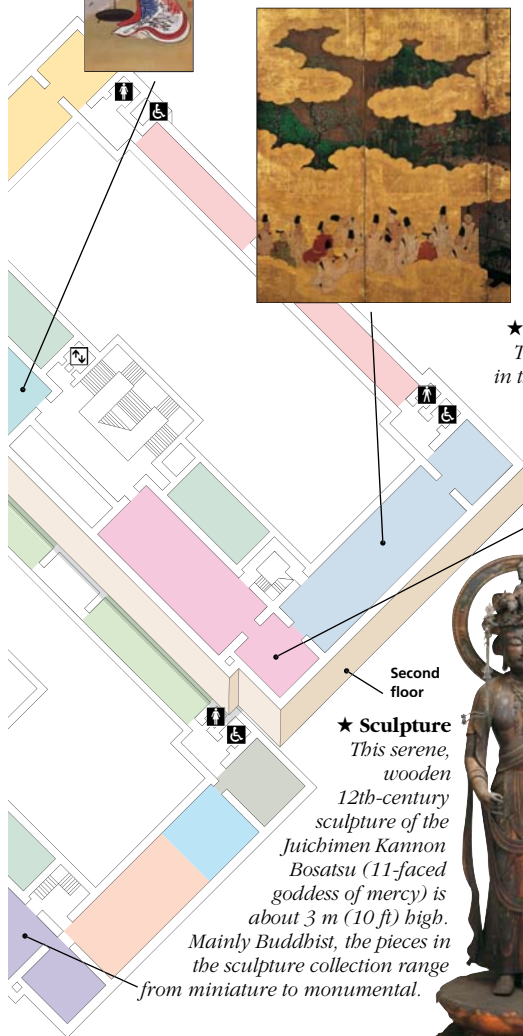 ★
T
in t
Second
floor
★ Sculpture
This serene,
wooden
12th-century
sculpture of the
Juichimen Kannon
Bosatsu (11-faced
goddess of mercy) is
about 3 m (10 ft) high.
Mainly Buddhist, the pieces in
the sculpture collection range
from miniature to monumental.